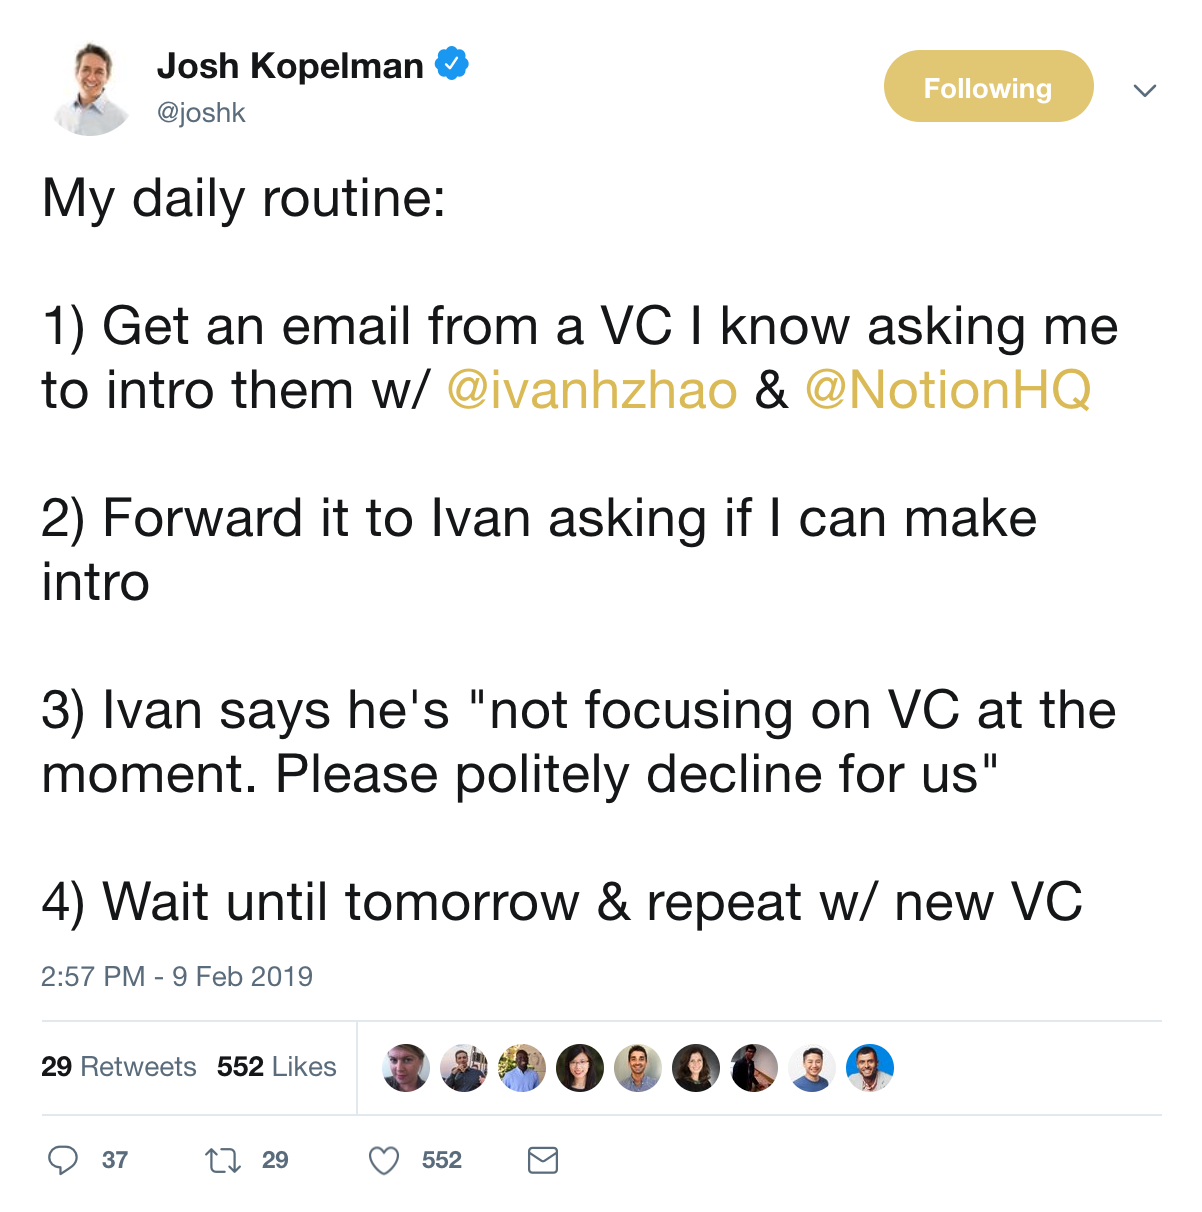 Josh Kopelman
@joshk
Following
My daily routine:
1) Get an email from a VC I know asking me
to intro them w/ @ivanhzhao & @NotionHQ
2) Forward it to Ivan asking if I can make
intro
3) Ivan says he's "not focusing on VC at the
moment. Please politely decline for us"
4) Wait until tomorrow & repeat w/ new VC
2:57 PM - 9 Feb 2019
29 Retweets 552 Likes
37 29 552